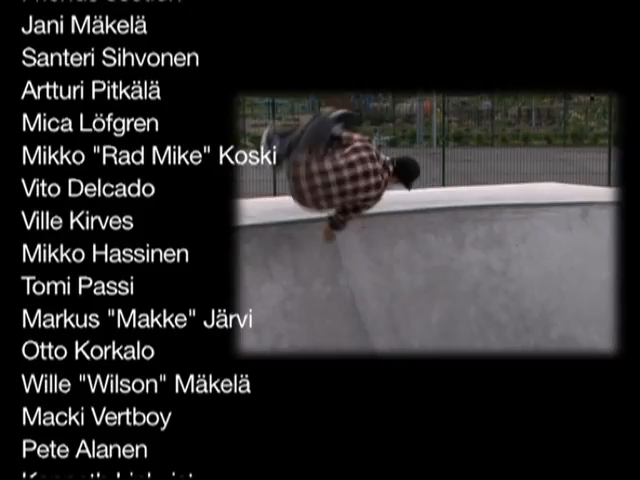 Jani Mäkelä
Santeri Sihvonen
Artturi Pitkälä
Mica Löfgren
Mikko "Rad Mike" Koski
Vito Delcado
Ville Kirves
Mikko Hassinen
Tomi Passi
Markus "Makke" Järvi
Otto Korkalo
Wille "Wilson" Mäkelä
Macki Vertboy
Pete Alanen